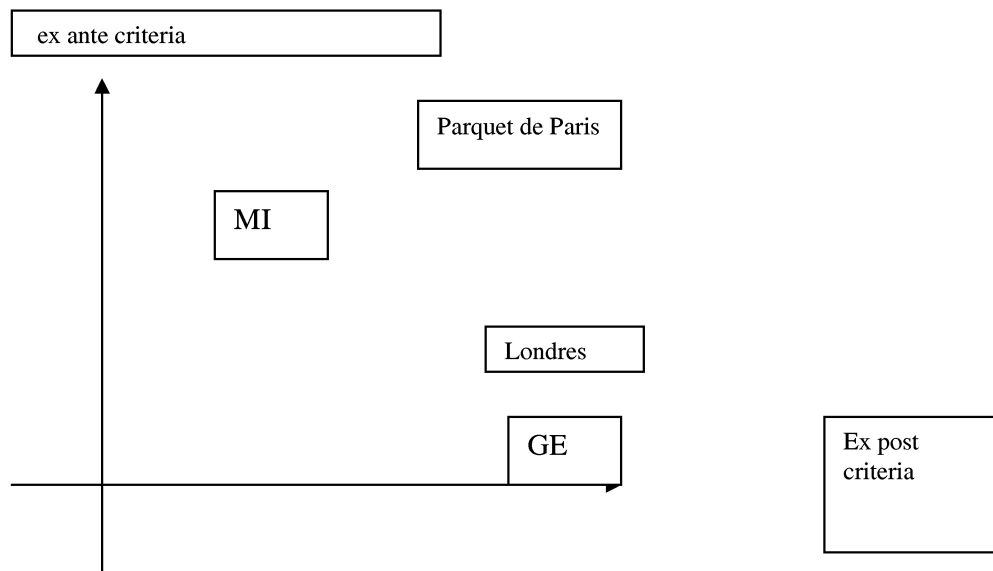 ex ante criteria
Parquet de Paris
MI
Londres
GE
Ex post
criteria